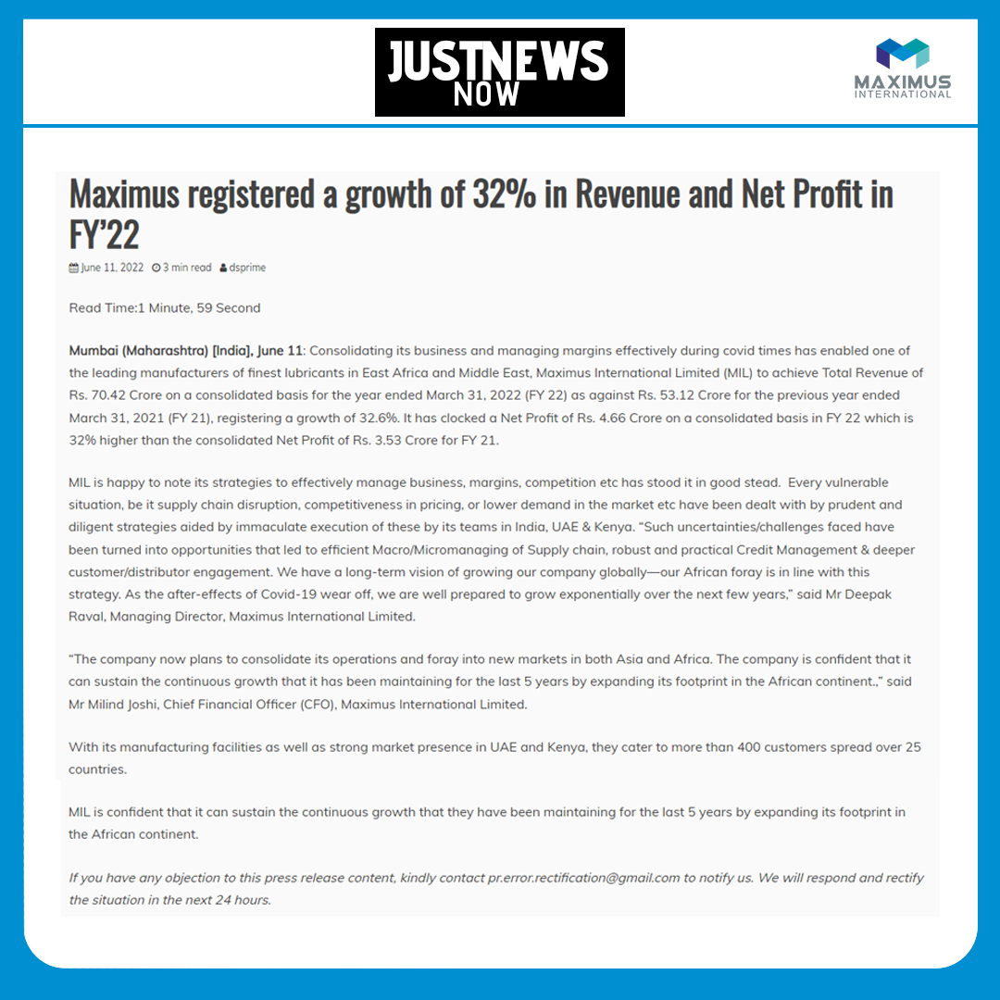 JUSTNEWS
NOW
MAXIMUS
INTERNATIONAL
Maximus registered a growth of 32% in Revenue and Net Profit in
FY’22
June 11, 2022 3 min read dsprime
Read Time:1 Minute, 59 Second
Mumbai (Maharashtra) [India], June 11: Consolidating its business and managing margins effectively during covid times has enabled one of
the leading manufacturers of finest lubricants in East Africa and Middle East, Maximus International Limited (MIL) to achieve Total Revenue of
Rs. 70.42 Crore on a consolidated basis for the year ended March 31, 2022 (FY 22) as against Rs. 53.12 Crore for the previous year ended
March 31, 2021 (FY 21), registering a growth of 32.6%. It has clocked a Net Profit of Rs. 4.66 Crore on a consolidated basis in FY 22 which is
32% higher than the consolidated Net Profit of Rs. 3.53 Crore for FY 21.
MIL is happy to note its strategies to effectively manage business, margins, competition etc has stood it in good stead. Every vulnerable
situation, be it supply chain disruption, competitiveness in pricing, or lower demand in the market etc have been dealt with by prudent and
diligent strategies aided by immaculate execution of these by its teams in India, UAE & Kenya. “Such uncertainties/challenges faced have
been turned into opportunities that led to efficient Macro/Micromanaging of Supply chain, robust and practical Credit Management & deeper
customer/distributor engagement. We have a long-term vision of growing our company globally—our African foray is in line with this
strategy. As the after-effects of Covid-19 wear off, we are well prepared to grow exponentially over the next few years,” said Mr Deepak
Raval, Managing Director, Maximus International Limited.
“The company now plans to consolidate its operations and foray into new markets in both Asia and Africa. The company is confident that it
can sustain the continuous growth that it has been maintaining for the last 5 years by expanding its footprint in the African continent.,” said
Mr Milind Joshi, Chief Financial Officer (CFO), Maximus International Limited.
With its manufacturing facilities as well as strong market presence in UAE and Kenya, they cater to more than 400 customers spread over 25
countries.
MIL is confident that it can sustain the continuous growth that they have been maintaining for the last 5 years by expanding its footprint in
the African continent.
If you have any objection to this press release content, kindly contact pr.error.rectification@gmail.com to notify us. We will respond and rectify
the situation in the next 24 hours.